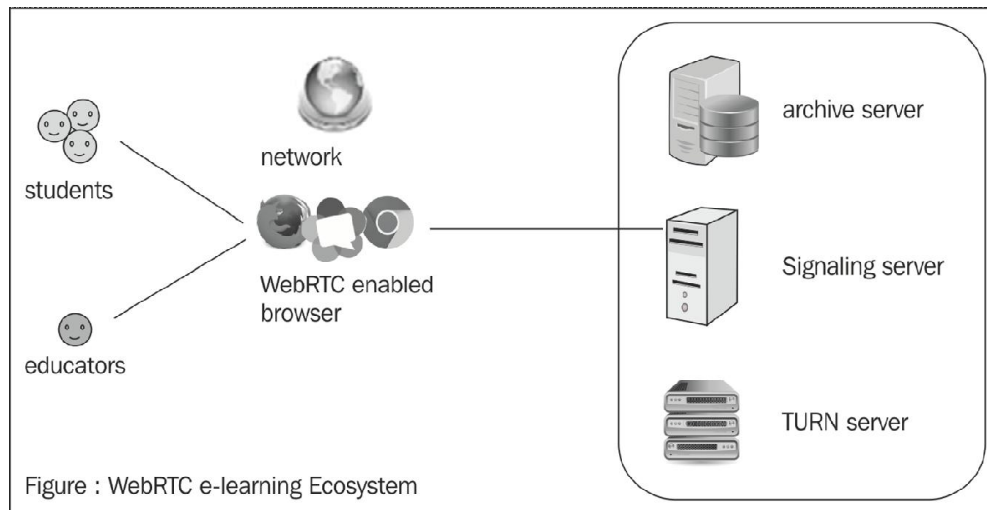 students
educators
network
WebRTC enabled
browser
archive server
Signaling server
TURN server
Figure : WebRTC e-learning Ecosystem